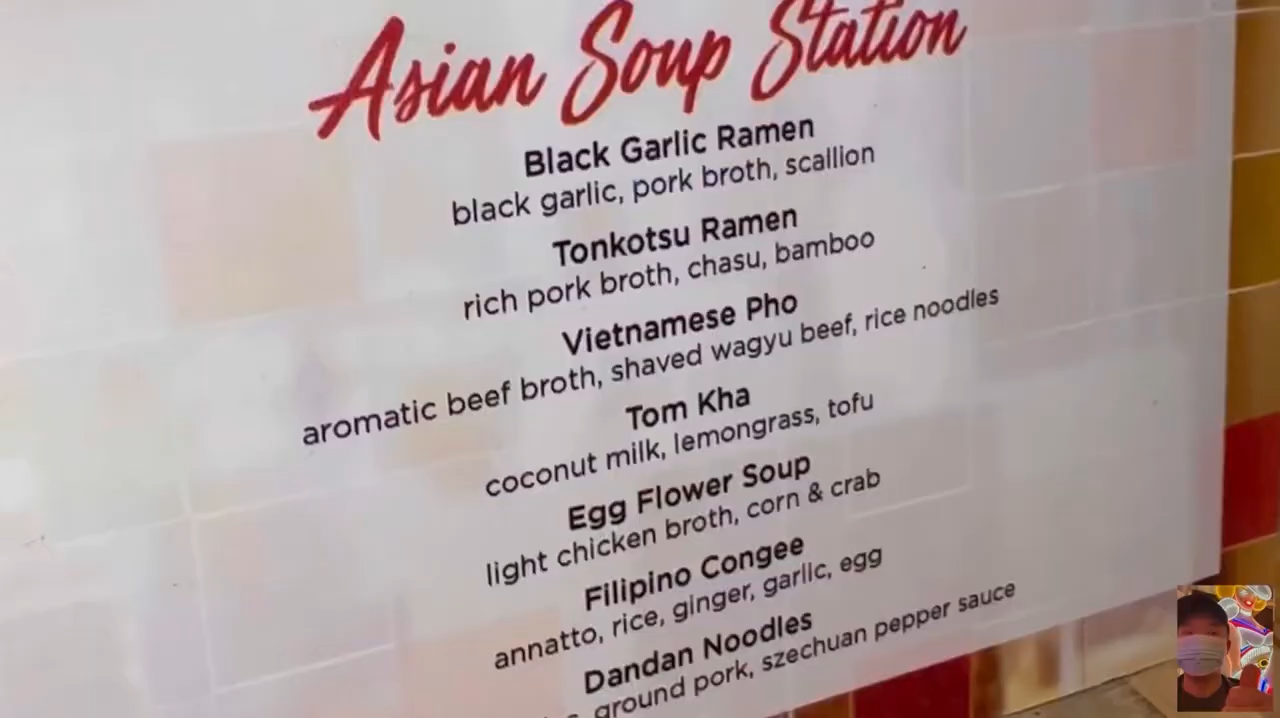 Asian Soup Station
Black Garlic Ramen
black garlic, pork broth, scallion
Tonkotsu Ramen
rich pork broth, chasu, bamboo
Vietnamese Pho
aromatic beef broth, shaved wagyu beef, rice noodles
Tom Kha
coconut milk, lemongrass, tofu
Egg Flower Soup
light chicken broth, corn & crab
Filipino Congee
annatto, rice, ginger, garlic, egg
Dandan Noodles
ground pork, szechuan pepper sauce